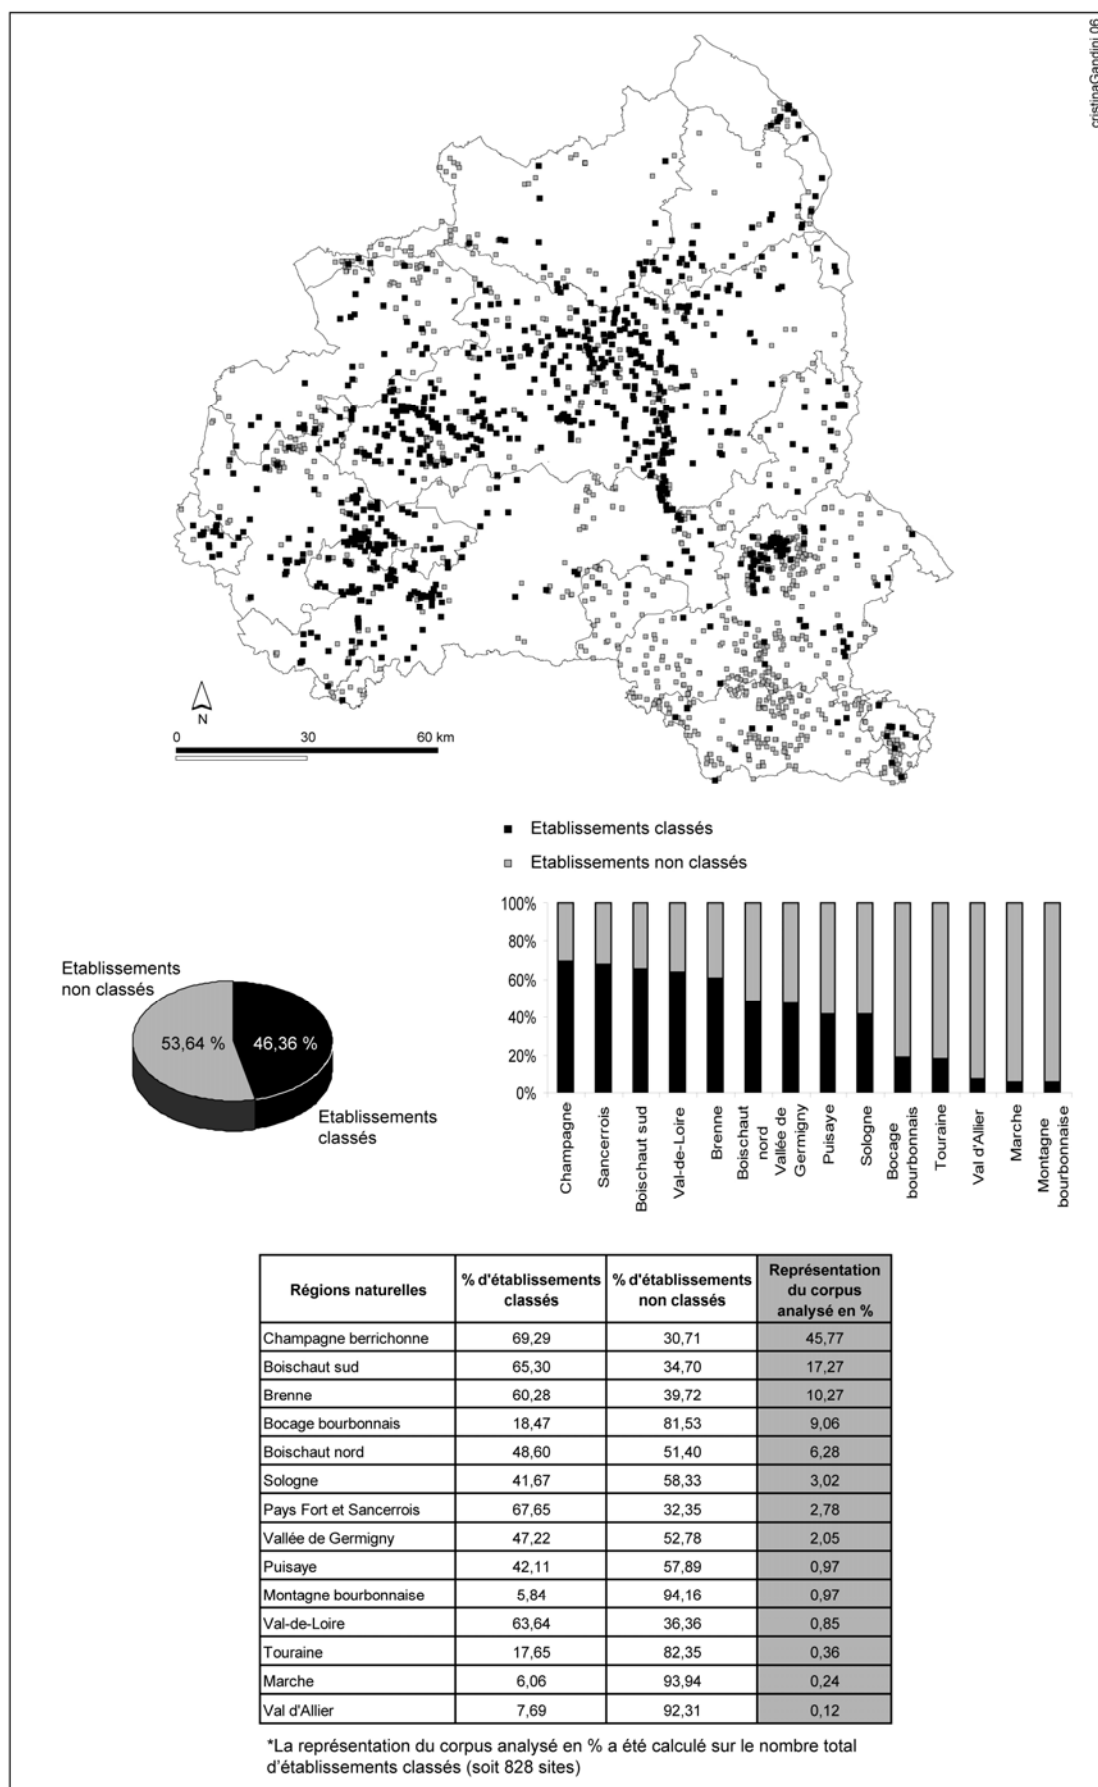 cristinaGandini 06
N
0 30 60 km
Etablissements classés
Etablissements non classés
Etablissements
non classés
53,64 %
46,36 %
Etablissements
classés
100%
80%
60%
40%
20%
0%
Champagne
Sancerrois
Boischaut sud
Val-de-Loire
Brenne
Boischaut
nord
Vallée de
Germigny
Puisaye
Sologne
Bocage
bourbonnais
Touraine
Val d'Allier
Marche
Montagne
bourbonnaise
Régions naturelles | % d'établissements classés | % d'établissements non classés | Représentation du corpus analysé en %
Champagne berrichonne 69,29 30,71 45,77
Boischaut sud 65,30 34,70 17,27
Brenne 60,28 39,72 10,27
Bocage bourbonnais 18,47 81,53 9,06
Boischaut nord 48,60 51,40 6,28
Sologne 41,67 58,33 3,02
Pays Fort et Sancerrois 67,65 32,35 2,78
Vallée de Germigny 47,22 52,78 2,05
Puisaye 42,11 57,89 0,97
Montagne bourbonnaise 5,84 94,16 0,97
Val-de-Loire 63,64 36,36 0,85
Touraine 17,65 82,35 0,36
Marche 6,06 93,94 0,24
Val d'Allier 7,69 92,31 0,12
*La représentation du corpus analysé en % a été calculé sur le nombre total
d'établissements classés (soit 828 sites)